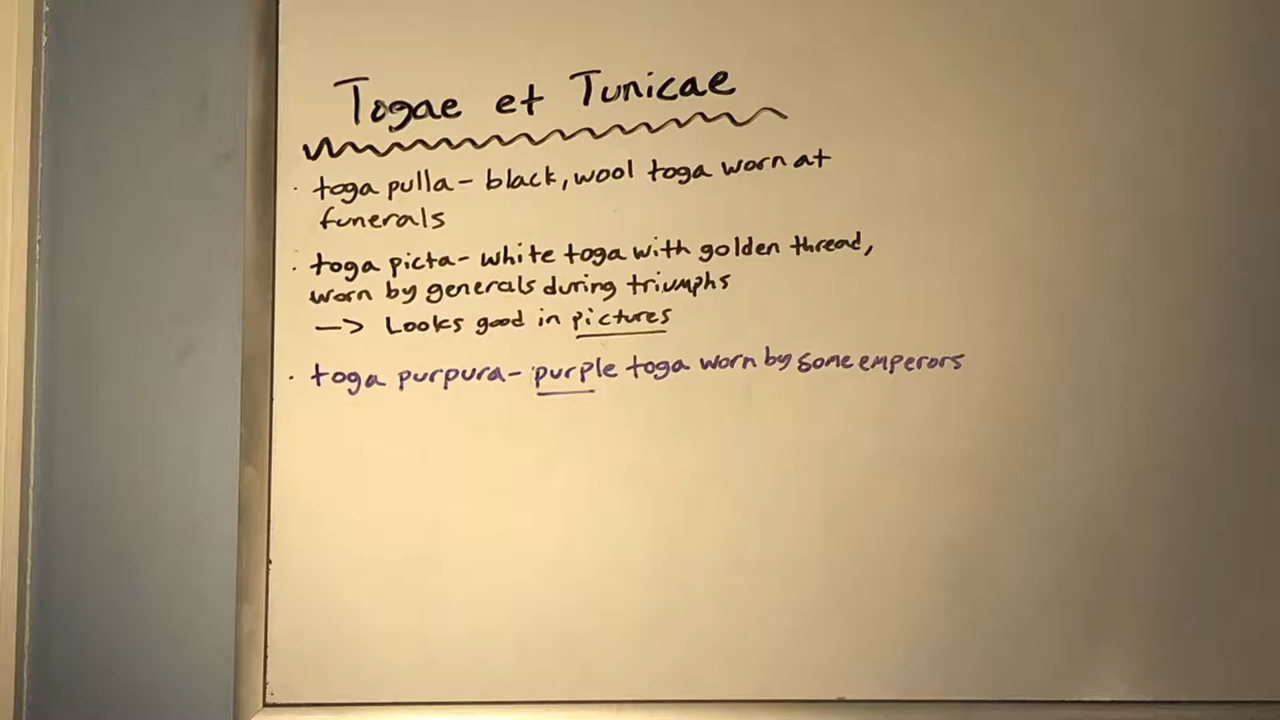 Togae et Tunicae
· toga pulla - black, wool toga worn at
funerals
· toga picta - white toga with golden thread,
worn by generals during triumphs
—> Looks good in pictures
· toga purpura - purple toga worn by some emperors